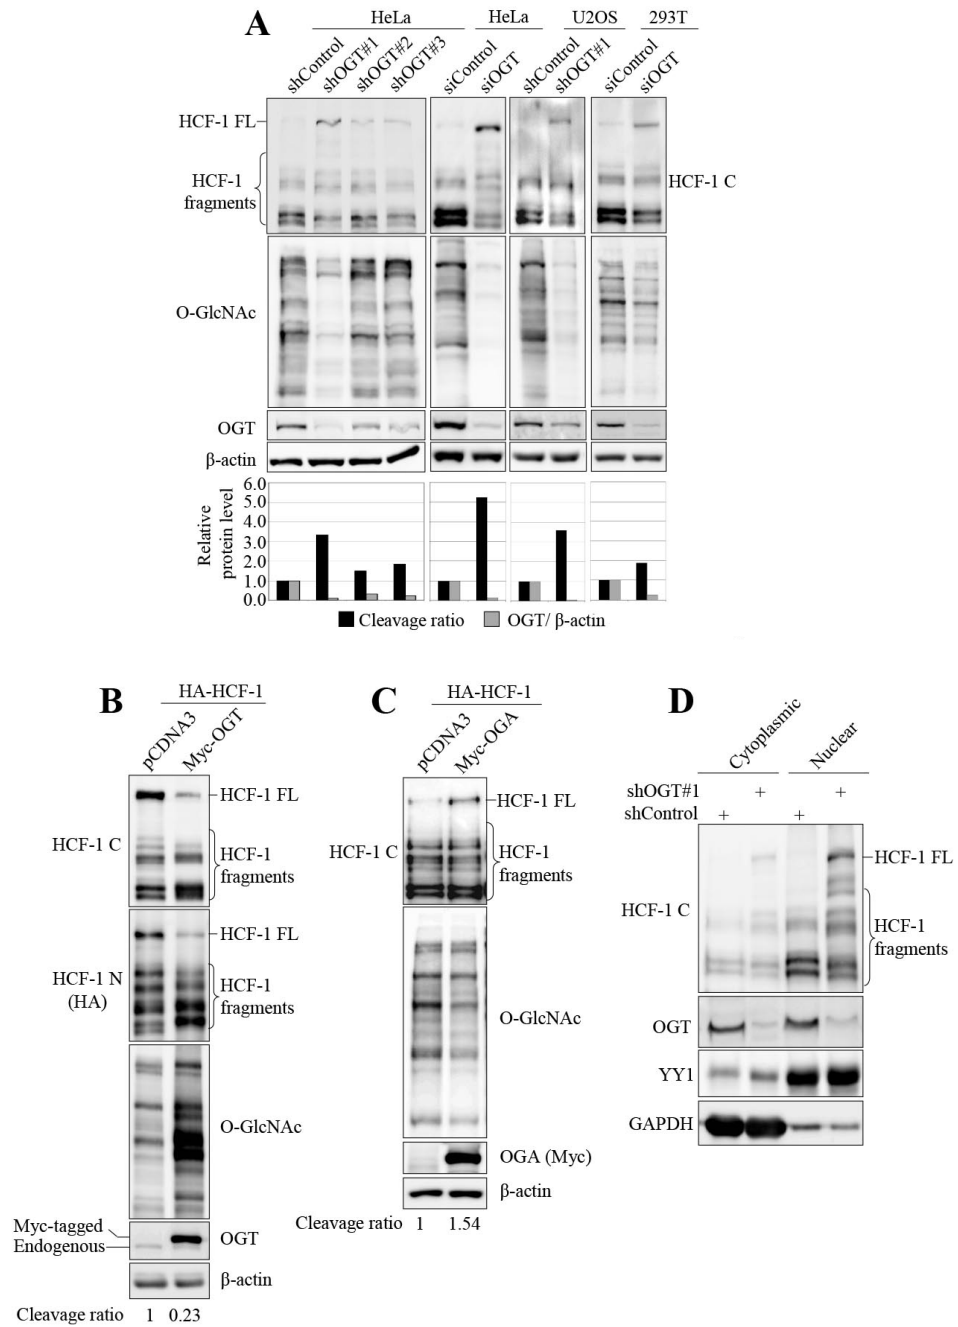 A
HeLa HeLa U2OS 293T
shControl shOGT#1 shOGT#2 shOGT#3 siControl siOGT shControl shOGT#1 siControl siOGT
HCF-1 FL
HCF-1
fragments
HCF-1 C
O-GlcNAc
OGT
β-actin
Relative
protein level
6.0
5.0
4.0
3.0
2.0
1.0
0.0
Cleavage ratio OGT/ β-actin
B
HA-HCF-1
pCDNA3 Myc-OGT
HCF-1 FL
HCF-1 C
HCF-1
fragments
HCF-1 FL
HCF-1 N
(HA)
HCF-1
fragments
O-GlcNAc
Myc-tagged
Endogenous
OGT
β-actin
Cleavage ratio 1 0.23
C
HA-HCF-1
pCDNA3 Myc-OGA
HCF-1 FL
HCF-1 C
HCF-1
fragments
O-GlcNAc
OGA (Myc)
β-actin
Cleavage ratio 1 1.54
D
Cytoplasmic Nuclear
shOGT#1 + +
shControl + +
HCF-1 FL
HCF-1 C
HCF-1
fragments
OGT
YY1
GAPDH